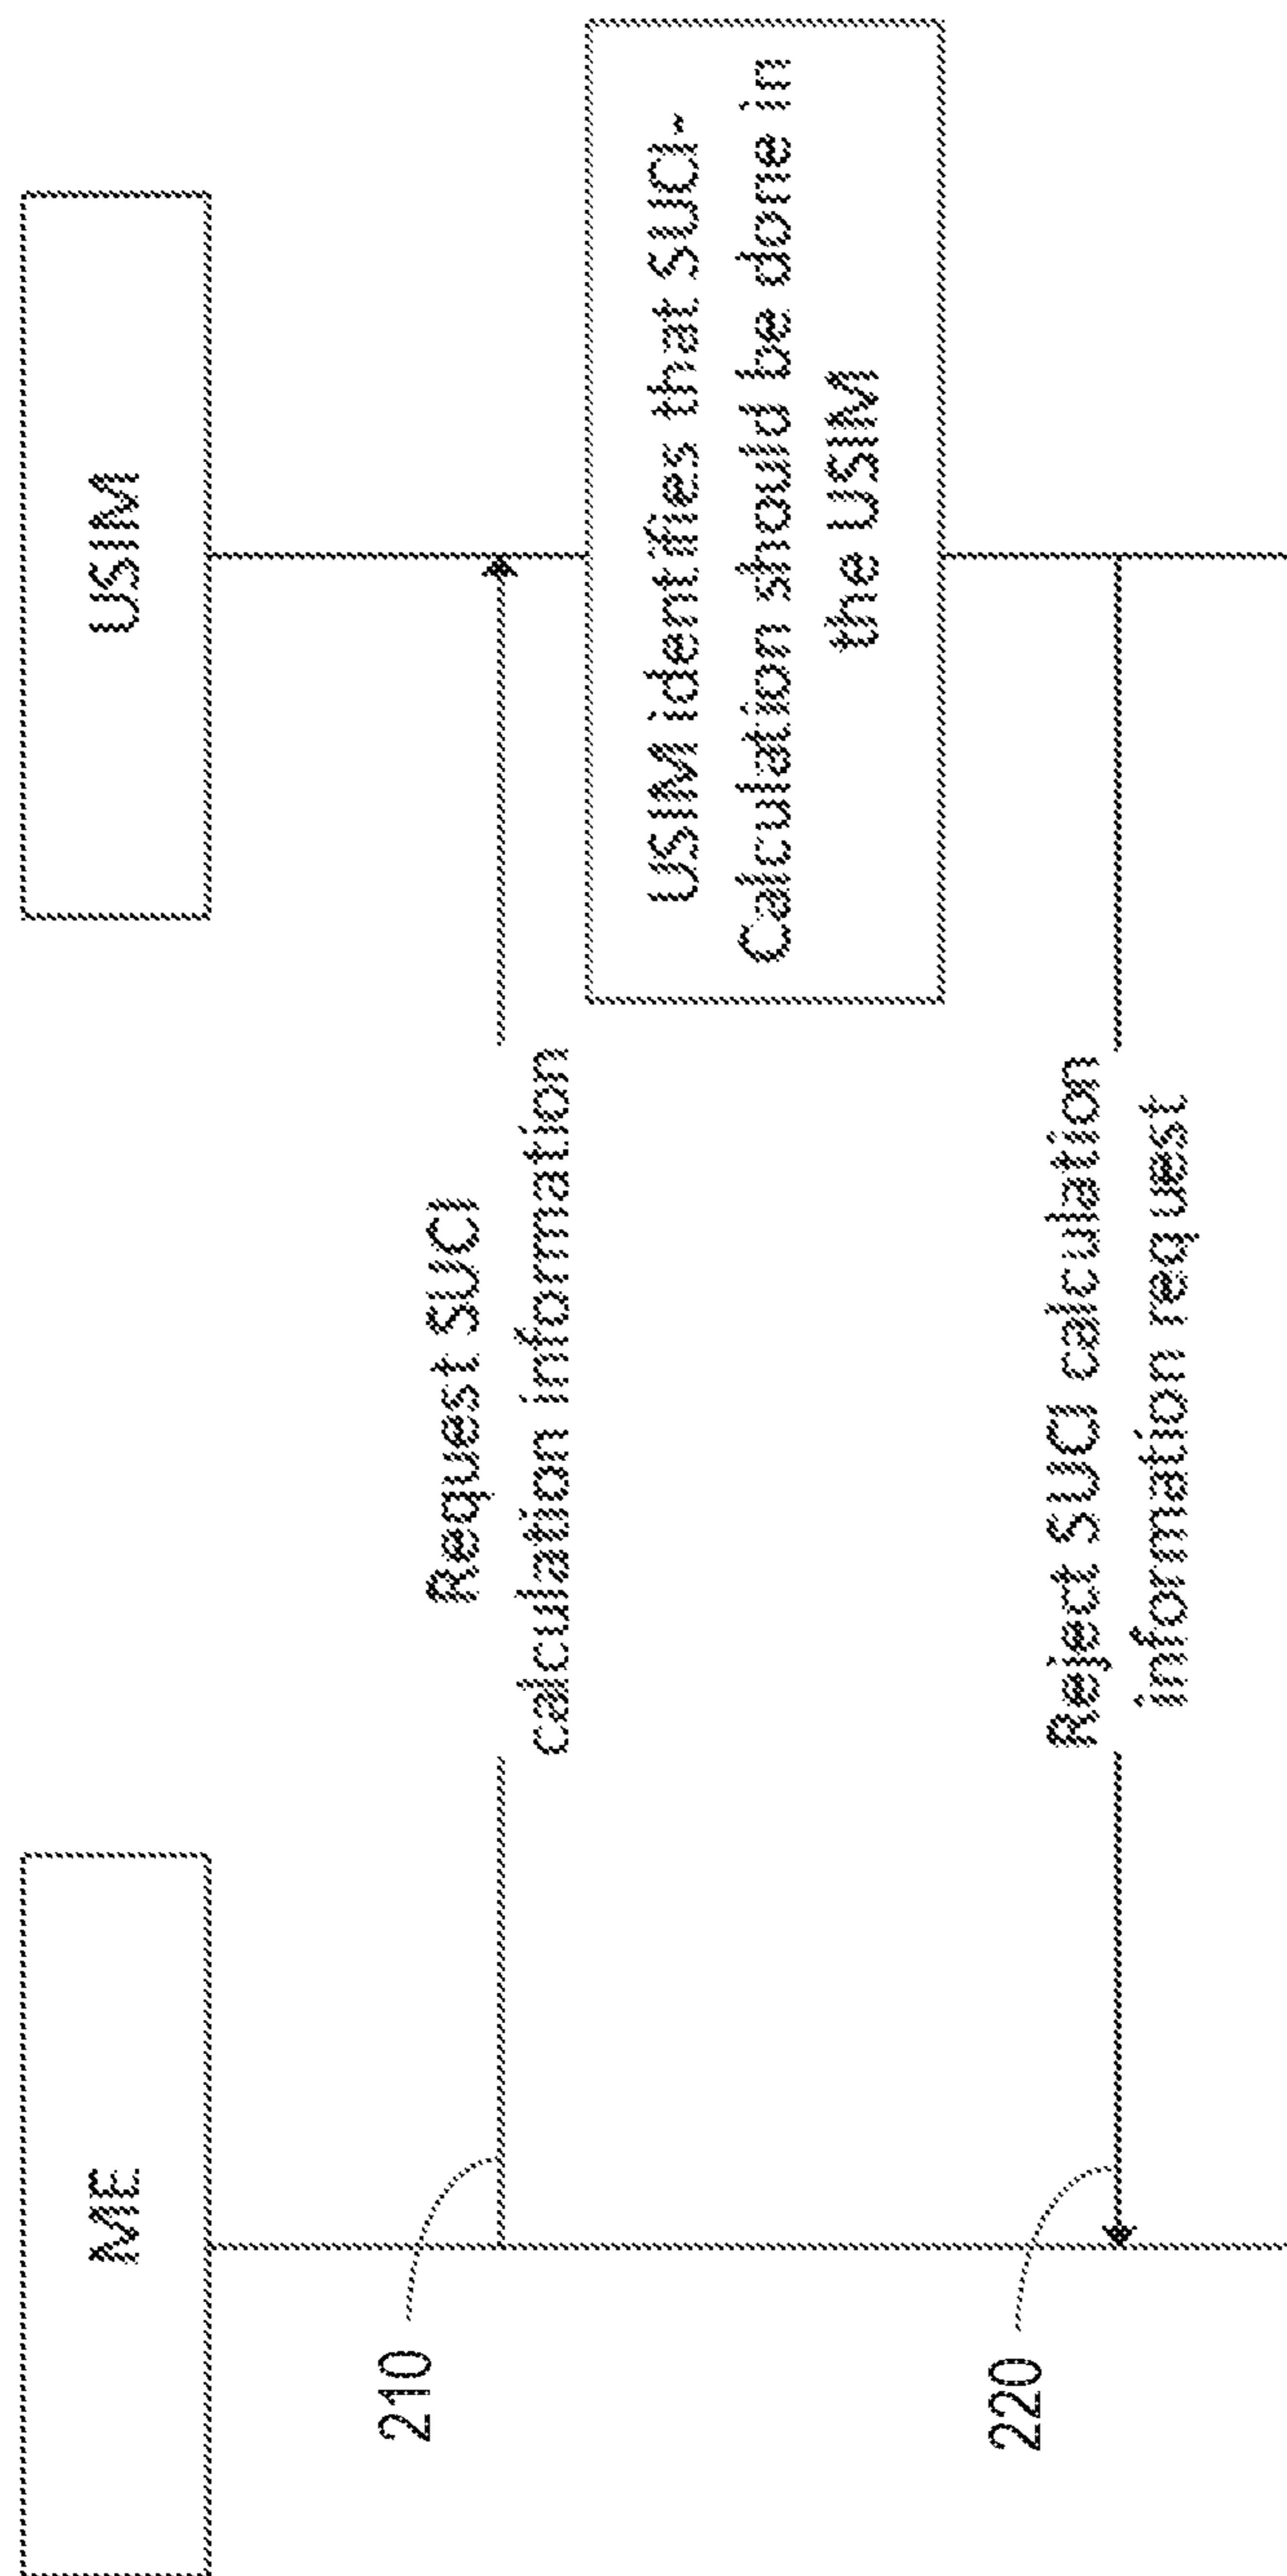 ME
USIM
210
Request SUCI
calculation information
USIM identifies that SUCI-
Calculation should be done in
the USIM
220
Reject SUCI calculation
information request